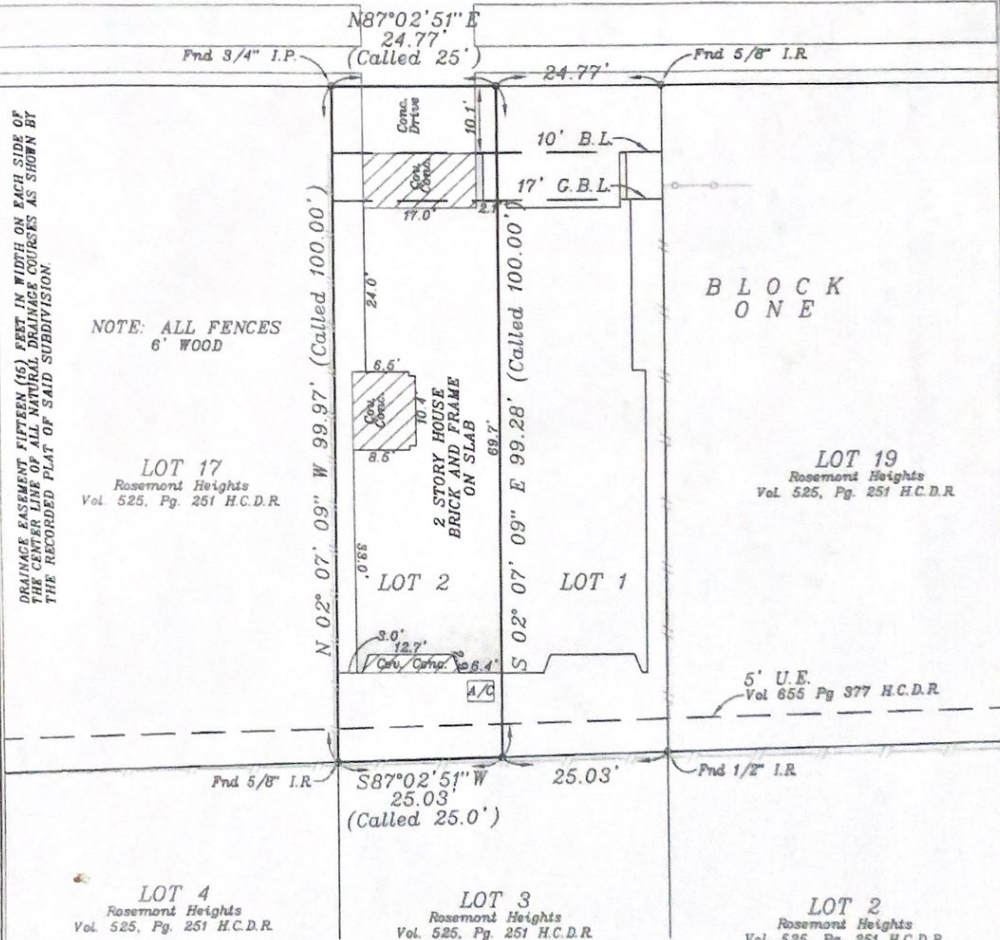 N87°02'51" E
24.77'
(Called 25')
Fnd 3/4" I.P.
24.77'
Fnd 5/8" I.R.
Conc.
Drive
10.1'
10' B.L.
Cov.
Conc.
17' G.B.L.
17.0'
2.1'
DRAINAGE EASEMENT FIFTEEN (15) FEET IN WIDTH ON EACH SIDE OF
THE CENTER LINE OF ALL NATURAL DRAINAGE COURSES AS SHOWN BY
THE RECORDED PLAT OF SAID SUBDIVISION.
NOTE: ALL FENCES
6' WOOD
N 02° 07' 09" W 99.97' (Called 100.00')
24.0'
6.5'
Cov.
Conc.
10.4'
8.5'
2 STORY HOUSE
BRICK AND FRAME
ON SLAB
69.7'
S 02° 07' 09" E 99.28' (Called 100.00')
BLOCK
ONE
LOT 17
Rosemont Heights
Vol. 525, Pg. 251 H.C.D.R.
LOT 19
Rosemont Heights
Vol. 525, Pg. 251 H.C.D.R.
33.0'
LOT 2
LOT 1
3.0'
12.7'
Cov. Conc.
6.4'
A/C
5' U.E.
Vol 655 Pg 377 H.C.D.R.
Fnd 5/8" I.R.
S87°02'51" W
25.03'
(Called 25.0')
25.03'
Fnd 1/2" I.R.
LOT 4
Rosemont Heights
Vol. 525, Pg. 251 H.C.D.R.
LOT 3
Rosemont Heights
Vol. 525, Pg. 251 H.C.D.R.
LOT 2
Rosemont Heights
Vol. 525, Pg. 251 H.C.D.R.